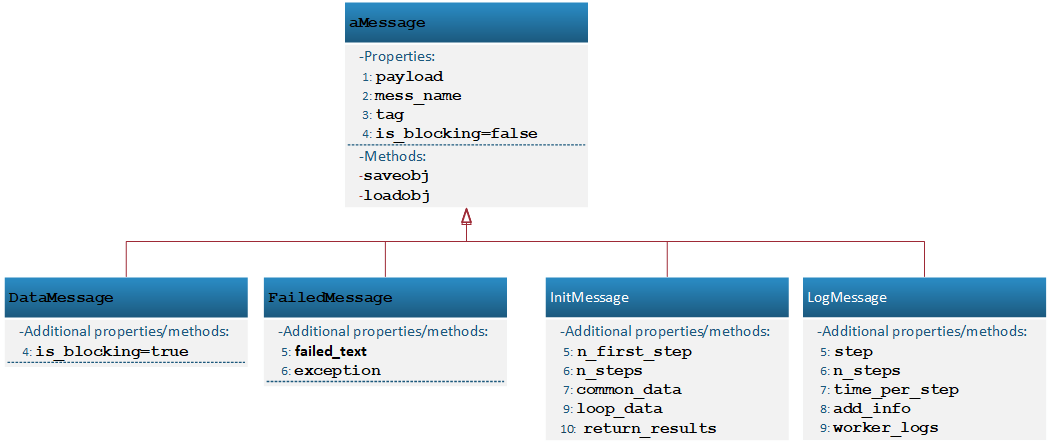 aMessage
-Properties:
1: payload
2: mess_name
3: tag
4: is_blocking=false
-Methods:
-saveobj
-loadobj
DataMessage
-Additional properties/methods:
4: is_blocking=true
FailedMessage
-Additional properties/methods:
5: failed_text
6: exception
InitMessage
-Additional properties/methods:
5: n_first_step
6: n_steps
7: common_data
9: loop_data
10: return_results
LogMessage
-Additional properties/methods:
5: step
6: n_steps
7: time_per_step
8: add_info
9: worker_logs